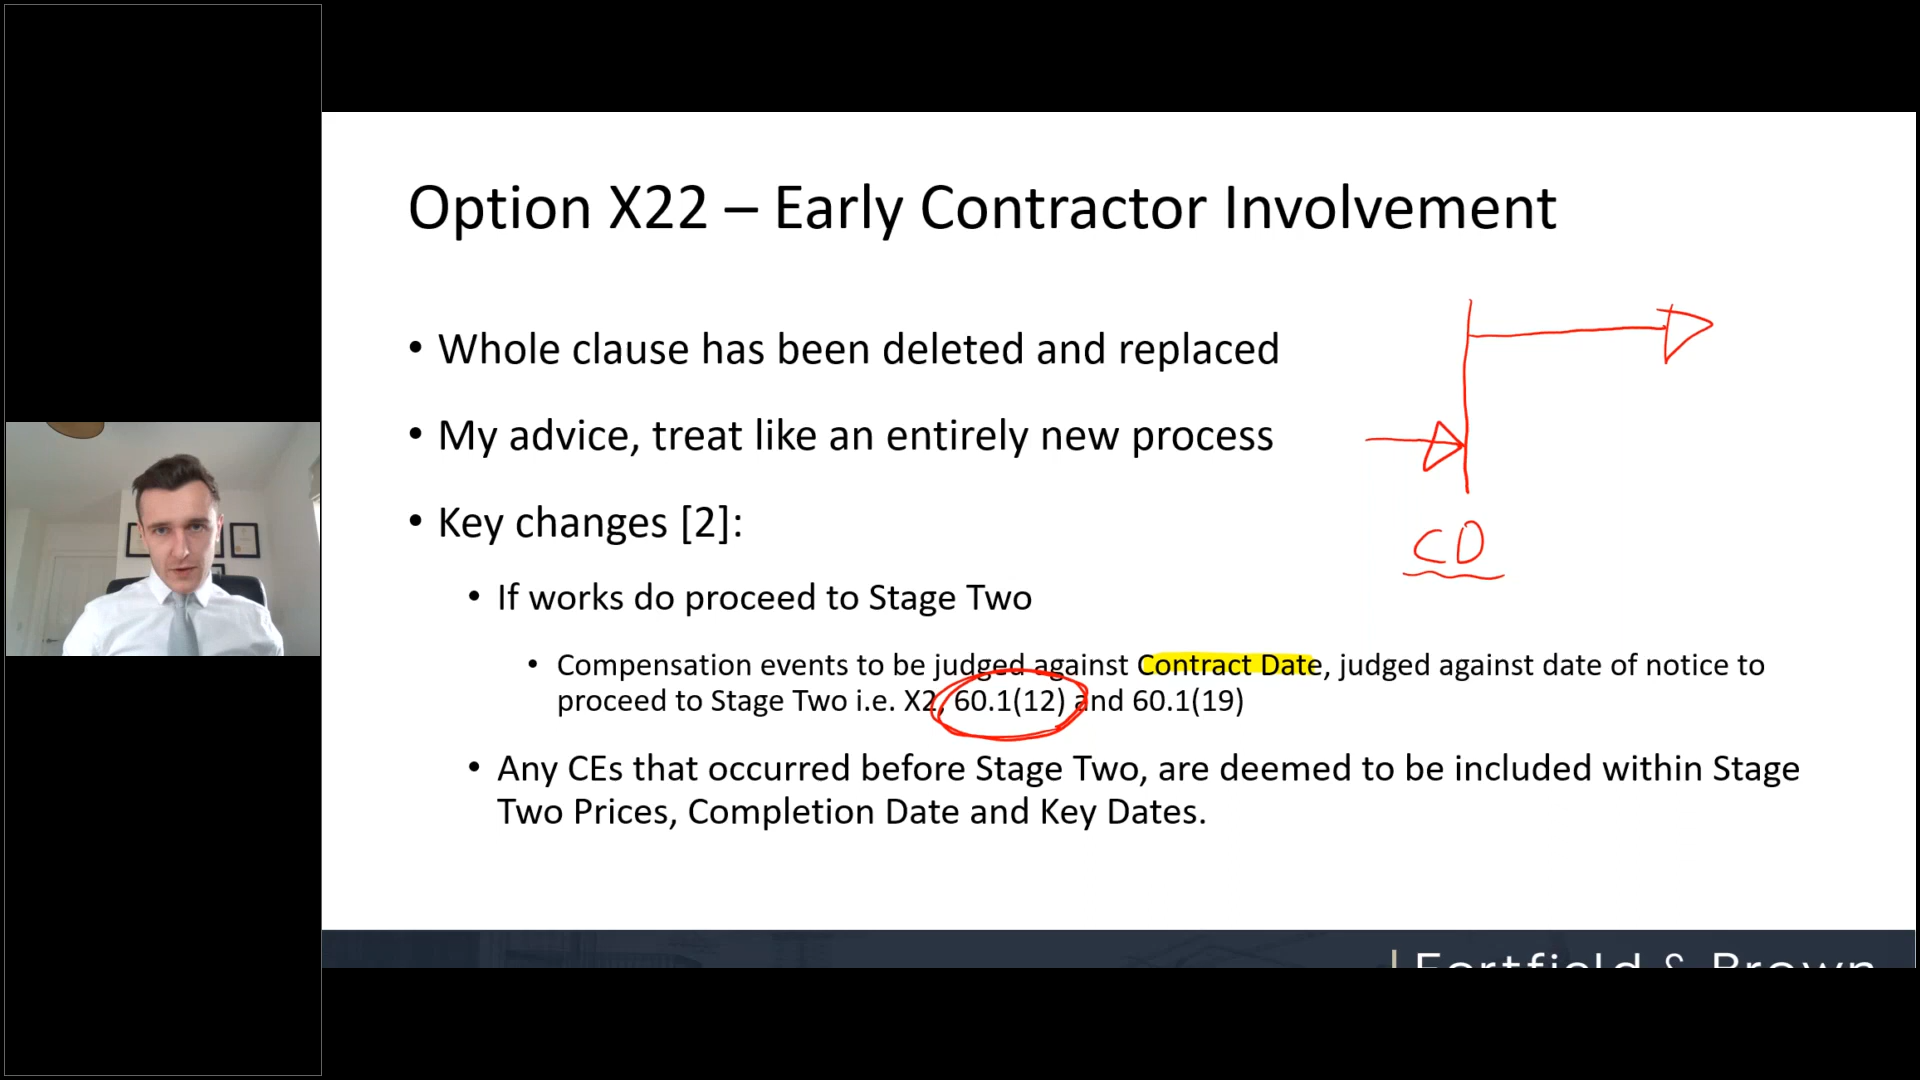 Option X22 – Early Contractor Involvement
• Whole clause has been deleted and replaced
• My advice, treat like an entirely new process
• Key changes [2]:
CD
• If works do proceed to Stage Two
• Compensation events to be judged against Contract Date, judged against date of notice to
proceed to Stage Two i.e. X2, 60.1(12) and 60.1(19)
• Any CEs that occurred before Stage Two, are deemed to be included within Stage
Two Prices, Completion Date and Key Dates.
Fortfield & Brown